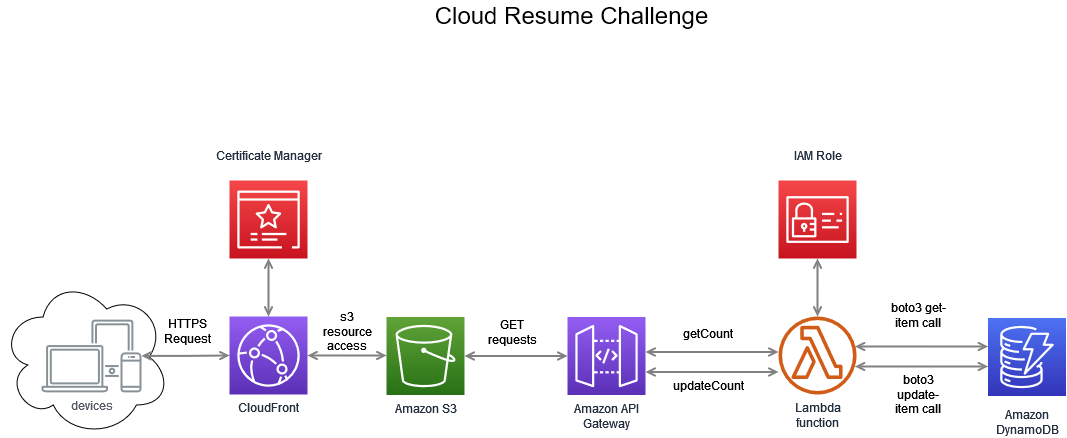 Cloud Resume Challenge
Certificate Manager
IAM Role
HTTPS
Request
s3
resource
access
GET
requests
getCount
updateCount
boto3 get-
item call
boto3
update-
item call
devices
CloudFront
Amazon S3
Amazon API
Gateway
Lambda
function
Amazon
DynamoDB